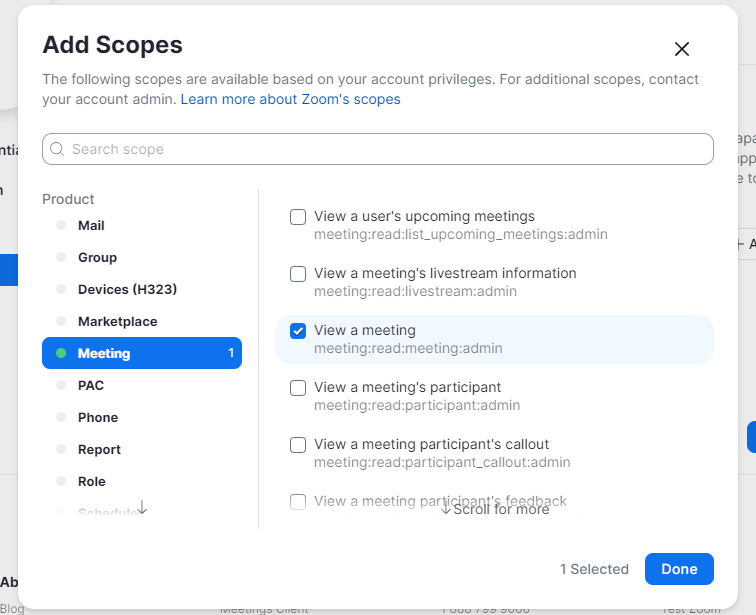 Add Scopes
The following scopes are available based on your account privileges. For additional scopes, contact
your account admin. Learn more about Zoom's scopes
Search scope
Product
Mail
Group
Devices (H323)
Marketplace
Meeting 1
PAC
Phone
Report
Role
Schedule
View a user's upcoming meetings
meeting:read:list_upcoming_meetings:admin
View a meeting's livestream information
meeting:read:livestream:admin
View a meeting
meeting:read:meeting:admin
View a meeting's participant
meeting:read:participant:admin
View a meeting participant's callout
meeting:read:participant_callout:admin
View a meeting participant's feedback
Scroll for more
1 Selected
Done
Ab
Blog
Meetings Client